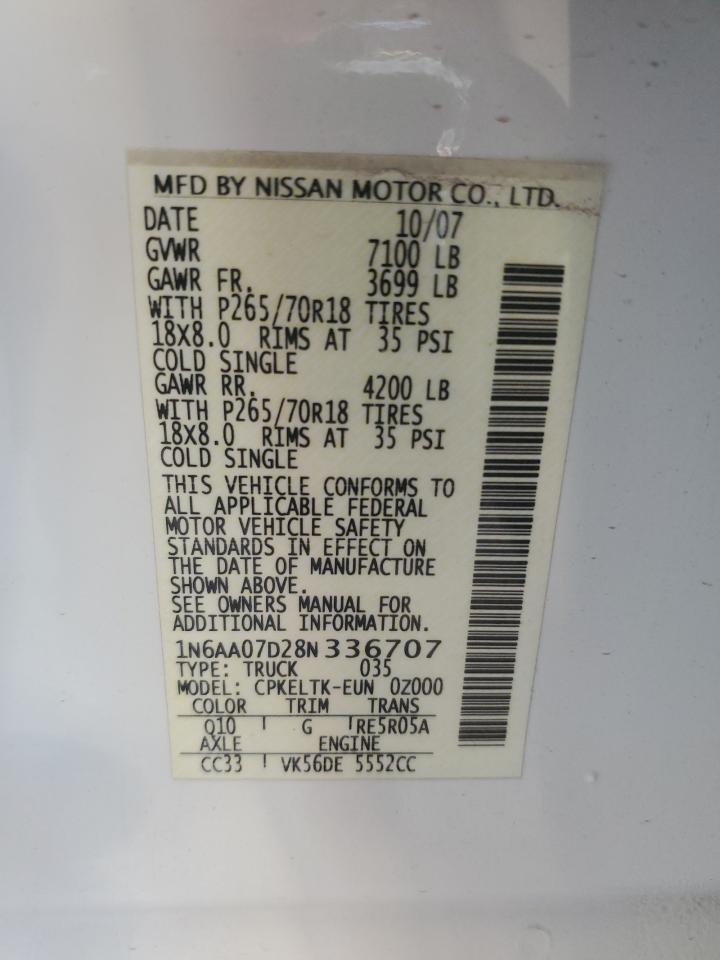 MFD BY NISSAN MOTOR CO., LTD.
DATE 10/07
GVWR 7100 LB
GAWR FR. 3699 LB
WITH P265/70R18 TIRES
18X8.0 RIMS AT 35 PSI
COLD SINGLE
GAWR RR. 4200 LB
WITH P265/70R18 TIRES
18X8.0 RIMS AT 35 PSI
COLD SINGLE
THIS VEHICLE CONFORMS TO
ALL APPLICABLE FEDERAL
MOTOR VEHICLE SAFETY
STANDARDS IN EFFECT ON
THE DATE OF MANUFACTURE
SHOWN ABOVE.
SEE OWNERS MANUAL FOR
ADDITIONAL INFORMATION.
1N6AA07D28N336707
TYPE: TRUCK 035
MODEL: CPKELTK-EUN 0Z000
COLOR TRIM TRANS
Q10 G RE5R05A
AXLE ENGINE
CC33 VK56DE 5552CC